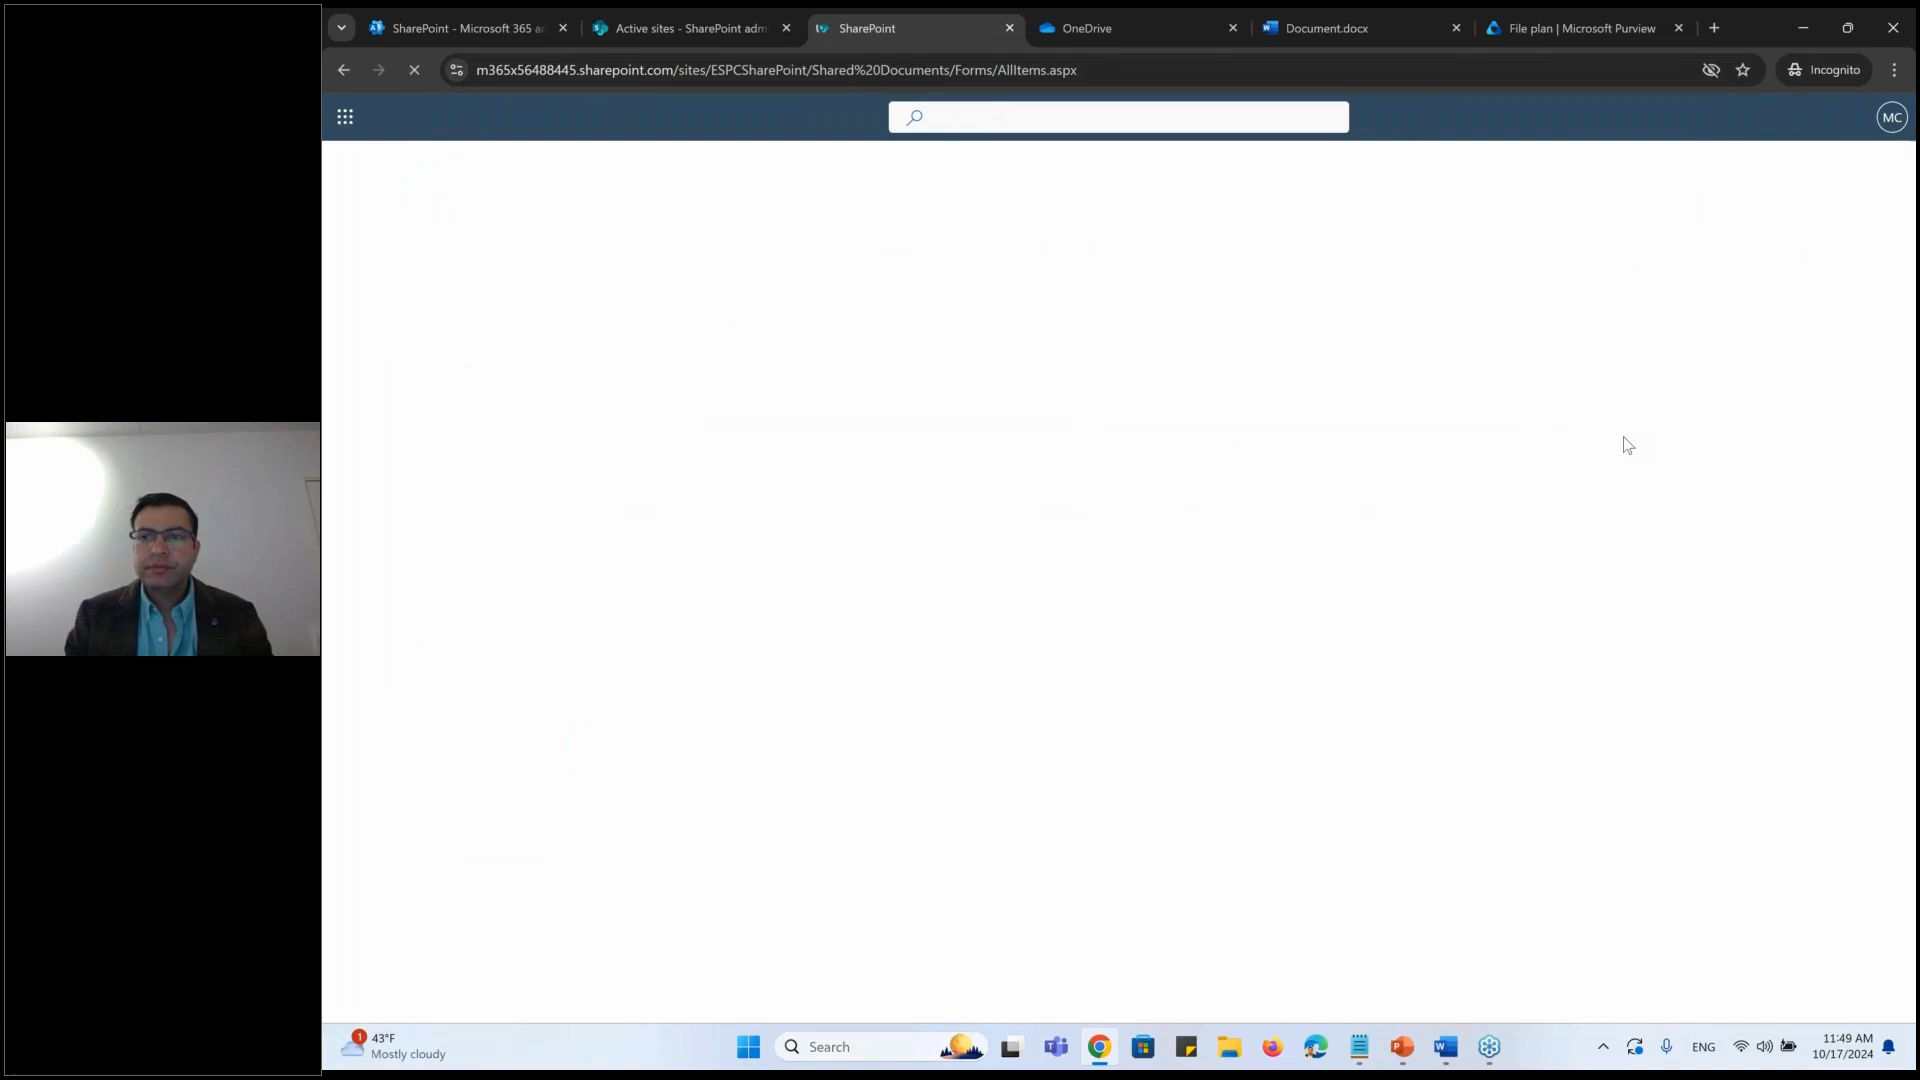 SharePoint - Microsoft 365 ad
Active sites - SharePoint adm
SharePoint
OneDrive
Document.docx
File plan | Microsoft Purview
m365x56488445.sharepoint.com/sites/ESPCSharePoint/Shared%20Documents/Forms/AllItems.aspx
Incognito
MC
1
43°F
Mostly cloudy
Search
ENG
11:49 AM
10/17/2024